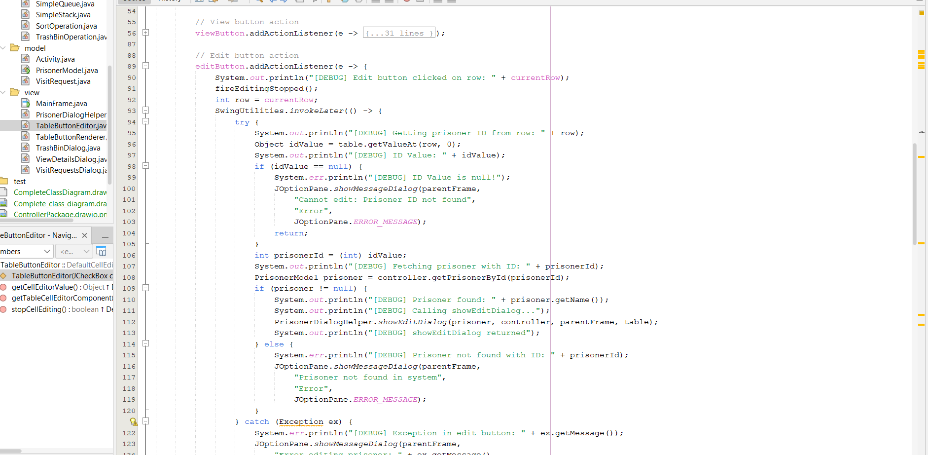 SimpleQueue.java
SimpleStack.java
SortOperation.java
TrashBinOperation.jav
model
Activity.java
PrisonerModel.java
VisitRequest.java
view
MainFrame.java
PrisonerDialogHelper
TableButtonEditor.jav
TableButtonRenderer.
TrashBinDialog.java
ViewDetailsDialog.jav
VisitRequestsDialog.ja
test
CompleteClassDiagram.draw
Complete class diagram.draw
ControllerPackage.drawio.pn
eButtonEditor - Navig...
mbers
<e...
TableButtonEditor :: DefaultCellEdi
TableButtonEditor(JCheckBox c
getCellEditorValue() : Object ↑ [
getTableCellEditorComponent(
stopCellEditing() : boolean ↑ D
54
55 // View button action
56 viewButton.addActionListener(e -> {...31 lines });
87
88 // Edit button action
89 editButton.addActionListener(e -> {
90 System.out.println("[DEBUG] Edit button clicked on row: " + currentRow);
91 fireEditingStopped();
92 int row = currentRow;
93 SwingUtilities.invokeLater(() -> {
94 try {
95 System.out.println("[DEBUG] Getting prisoner ID from row: " + row);
96 Object idValue = table.getValueAt(row, 0);
97 System.out.println("[DEBUG] ID Value: " + idValue);
98 if (idValue == null) {
99 System.err.println("[DEBUG] ID Value is null!");
100 JOptionPane.showMessageDialog(parentFrame,
101 "Cannot edit: Prisoner ID not found",
102 "Error",
103 JOptionPane.ERROR_MESSAGE);
104 return;
105 }
106 int prisonerId = (int) idValue;
107 System.out.println("[DEBUG] Fetching prisoner with ID: " + prisonerId);
108 PrisonerModel prisoner = controller.getPrisonerById(prisonerId);
109 if (prisoner != null) {
110 System.out.println("[DEBUG] Prisoner found: " + prisoner.getName());
111 System.out.println("[DEBUG] Calling showEditDialog...");
112 PrisonerDialogHelper.showEditDialog(prisoner, controller, parentFrame, table);
113 System.out.println("[DEBUG] showEditDialog returned");
114 } else {
115 System.err.println("[DEBUG] Prisoner not found with ID: " + prisonerId);
116 JOptionPane.showMessageDialog(parentFrame,
117 "Prisoner not found in system",
118 "Error",
119 JOptionPane.ERROR_MESSAGE);
120 }
} catch (Exception ex) {
122 System.err.println("[DEBUG] Exception in edit button: " + ex.getMessage());
123 JOptionPane.showMessageDialog(parentFrame,